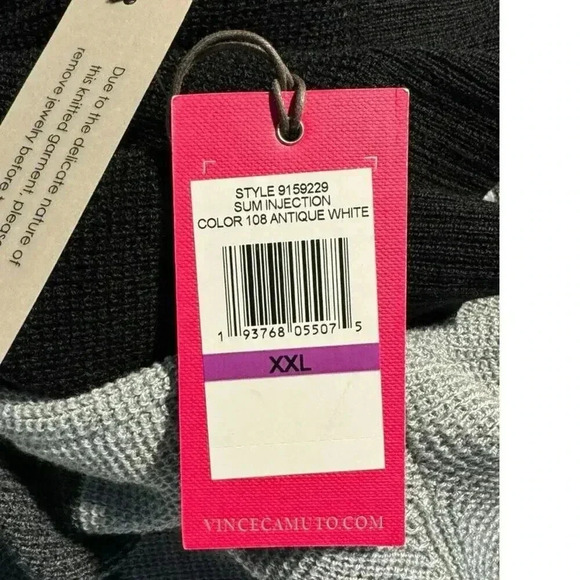 Due to the delicate nature of
this knitted garment, please
remove jewelry before
STYLE 9159229
SUM INJECTION
COLOR 108 ANTIQUE WHITE
1 93768 05507 5
XXL
VINCECAMUTO.COM